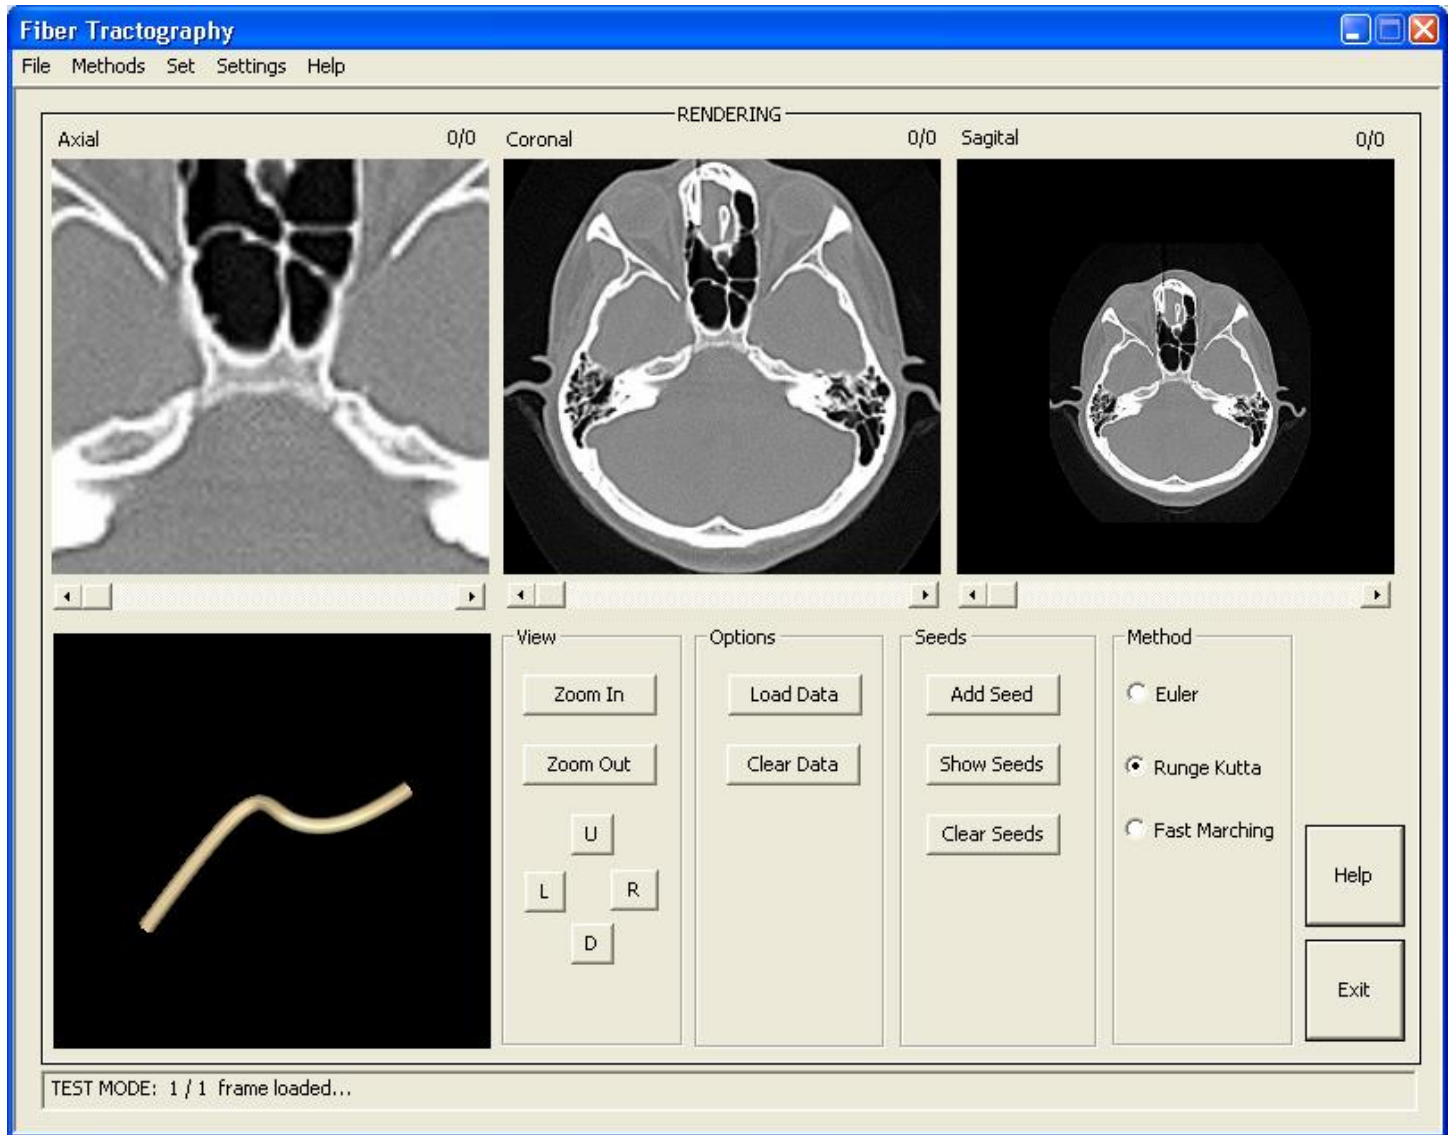 Fiber Tractography
File Methods Set Settings Help
RENDERING
Axial 0/0 Coronal 0/0 Sagital 0/0
View Options Seeds Method
Zoom In Load Data Add Seed Euler
Zoom Out Clear Data Show Seeds Runge Kutta
U Clear Seeds Fast Marching
L R Help
D
Exit
TEST MODE: 1 / 1 frame loaded...